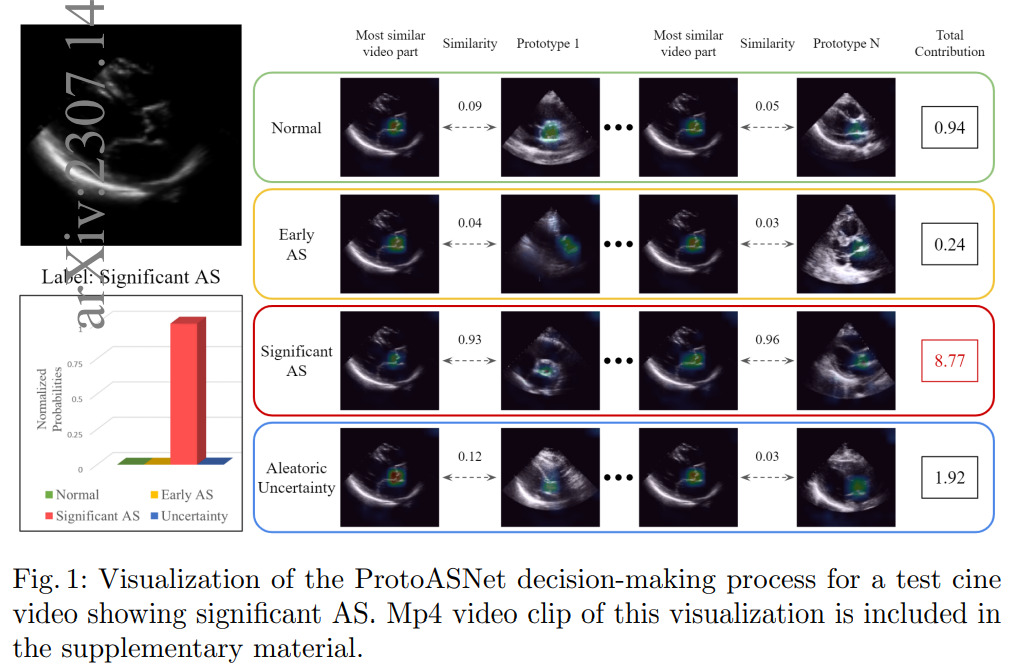 arXiv:2307.14
Most similar video part
Similarity
Prototype 1
Most similar video part
Similarity
Prototype N
Total Contribution
Normal
0.09
•••
0.05
0.94
Early AS
0.04
•••
0.03
0.24
Label: Significant AS
Significant AS
0.93
•••
0.96
8.77
Normalized Probabilities
1
0.75
0.5
0.25
0
Normal
Early AS
Significant AS
Uncertainty
Aleatoric Uncertainty
0.12
•••
0.03
1.92
Fig. 1: Visualization of the ProtoASNet decision-making process for a test cine
video showing significant AS. Mp4 video clip of this visualization is included in
the supplementary material.